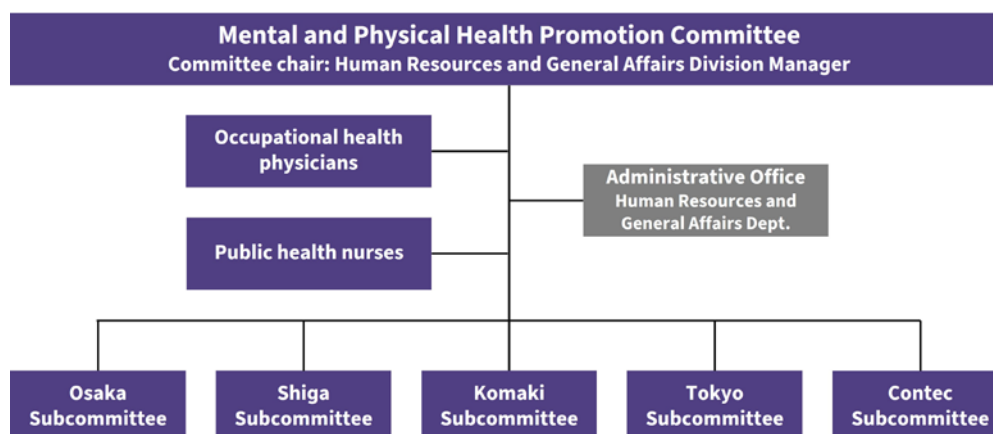 Mental and Physical Health Promotion Committee
Committee chair: Human Resources and General Affairs Division Manager
Occupational health
physicians
Administrative Office
Human Resources and
General Affairs Dept.
Public health nurses
Osaka
Subcommittee
Shiga
Subcommittee
Komaki
Subcommittee
Tokyo
Subcommittee
Contec
Subcommittee